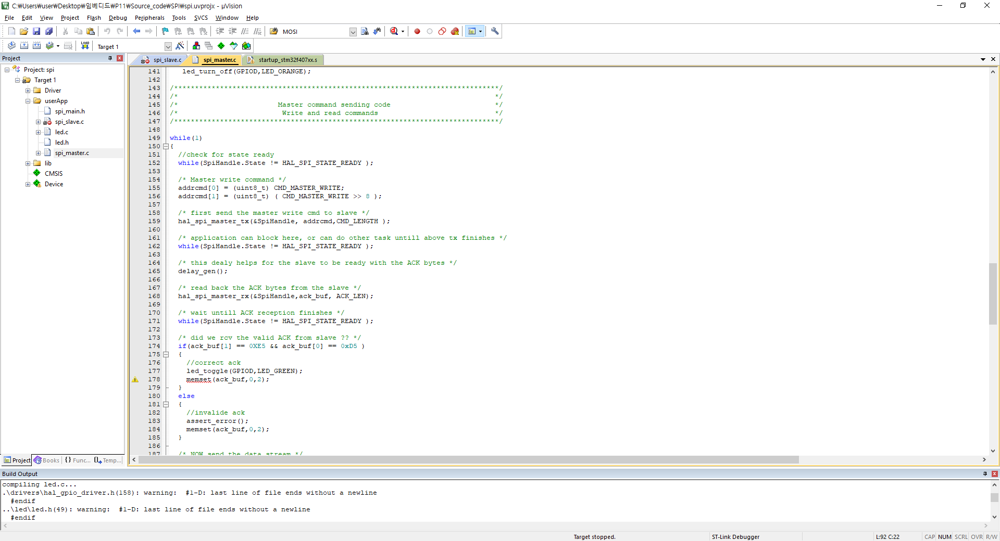 C:₩Users₩user₩Desktop₩임베디드₩P11₩Source_code₩SPI₩spi.uvprojx - µVision
File Edit View Project Flash Debug Peripherals Tools SVCS Window Help
MOSI
LOAD Target 1
Project
spi_slave.c spi_master.c startup_stm32f407xx.s
Project: spi
Target 1
Driver
userApp
spi_main.h
spi_slave.c
led.c
led.h
spi_master.c
lib
CMSIS
Device
Project Books {} Func... Temp...
141 led_turn_off(GPIOD,LED_ORANGE);
142
143 /******************************************************************************/
144 /* */
145 /* Master command sending code */
146 /* Write and read commands */
147 /******************************************************************************/
148
149 while(1)
150 {
151 //check for state ready
152 while(SpiHandle.State != HAL_SPI_STATE_READY );
153
154 /* Master write command */
155 addrcmd[0] = (uint8_t) CMD_MASTER_WRITE;
156 addrcmd[1] = (uint8_t) ( CMD_MASTER_WRITE >> 8 );
157
158 /* first send the master write cmd to slave */
159 hal_spi_master_tx(&SpiHandle, addrcmd,CMD_LENGTH );
160
161 /* application can block here, or can do other task untill above tx finishes */
162 while(SpiHandle.State != HAL_SPI_STATE_READY );
163
164 /* this dealy helps for the slave to be ready with the ACK bytes */
165 delay_gen();
166
167 /* read back the ACK bytes from the slave */
168 hal_spi_master_rx(&SpiHandle,ack_buf, ACK_LEN);
169
170 /* wait untill ACK reception finishes */
171 while(SpiHandle.State != HAL_SPI_STATE_READY );
172
173 /* did we rcv the valid ACK from slave ?? */
174 if(ack_buf[1] == 0XE5 && ack_buf[0] == 0xD5 )
175 {
176 //correct ack
177 led_toggle(GPIOD,LED_GREEN);
178 memset(ack_buf,0,2);
179 }
180 else
181 {
182 //invalide ack
183 assert_error();
184 memset(ack_buf,0,2);
185 }
186
187 /* NOW send the data stream */
Build Output
compiling led.c...
.\drivers\hal_gpio_driver.h(158): warning: #1-D: last line of file ends without a newline
#endif
..\led\led.h(49): warning: #1-D: last line of file ends without a newline
#endif
Target stopped. ST-Link Debugger L:92 C:22 CAP NUM SCRL OVR R/W